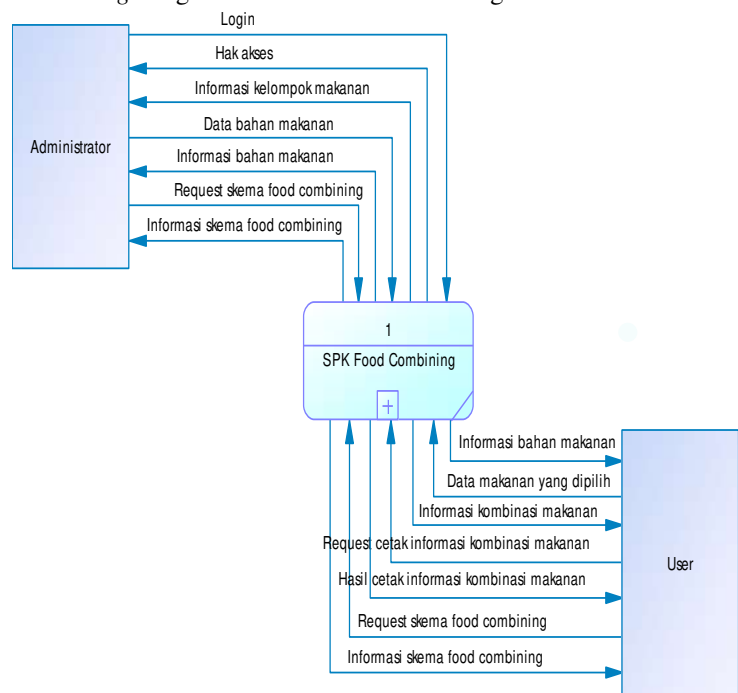 Login
Hak akses
Informasi kelompok makanan
Data bahan makanan
Administrator
Informasi bahan makanan
Request skema food combining
Informasi skema food combining
1
SPK Food Combining
+
Informasi bahan makanan
Data makanan yang dipilih
Informasi kombinasi makanan
Request cetak informasi kombinasi makanan
User
Hasil cetak informasi kombinasi makanan
Request skema food combining
Informasi skema food combining